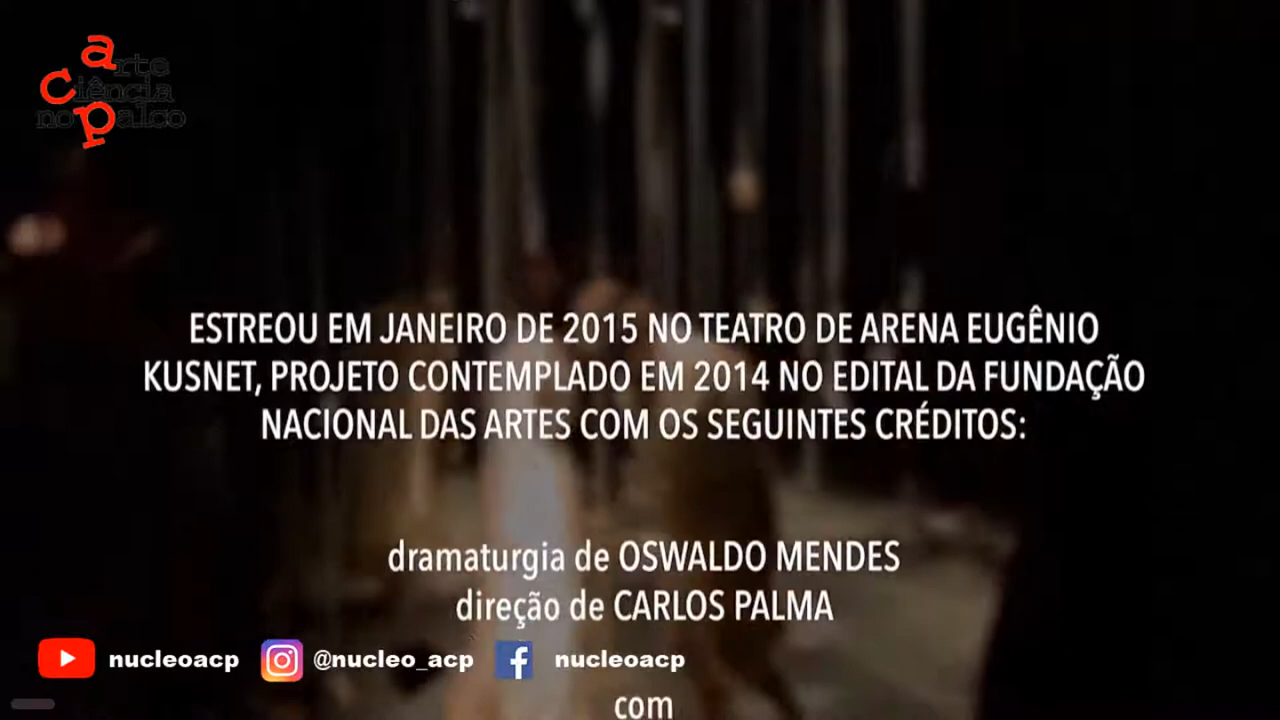 arte
ciência
no palco
ESTREOU EM JANEIRO DE 2015 NO TEATRO DE ARENA EUGÊNIO
KUSNET, PROJETO CONTEMPLADO EM 2014 NO EDITAL DA FUNDAÇÃO
NACIONAL DAS ARTES COM OS SEGUINTES CRÉDITOS:
dramaturgia de OSWALDO MENDES
direção de CARLOS PALMA
nucleoacp @nucleo_acp nucleoacp
com